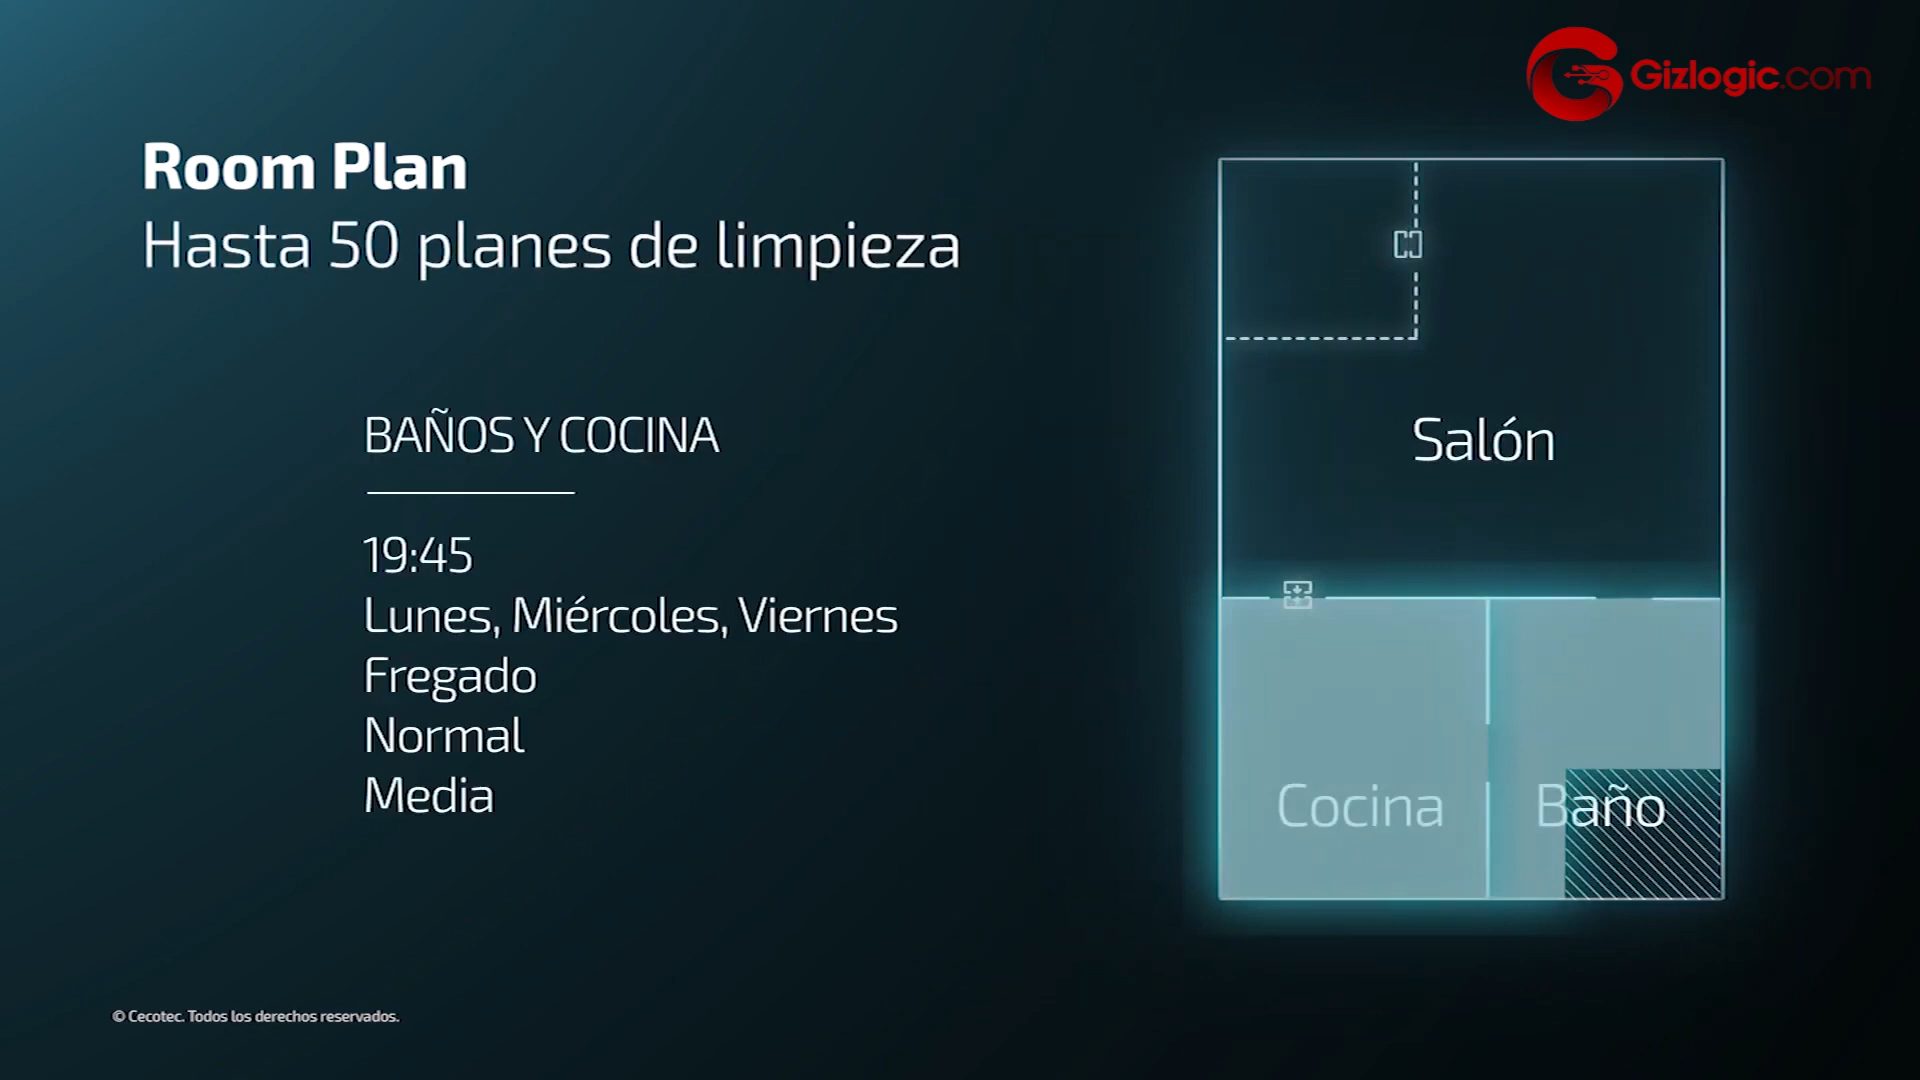 Gizlogic.com
Room Plan
Hasta 50 planes de limpieza
BAÑOS Y COCINA
19:45
Lunes, Miércoles, Viernes
Fregado
Normal
Media
Salón
Cocina
Baño
© Cecotec. Todos los derechos reservados.